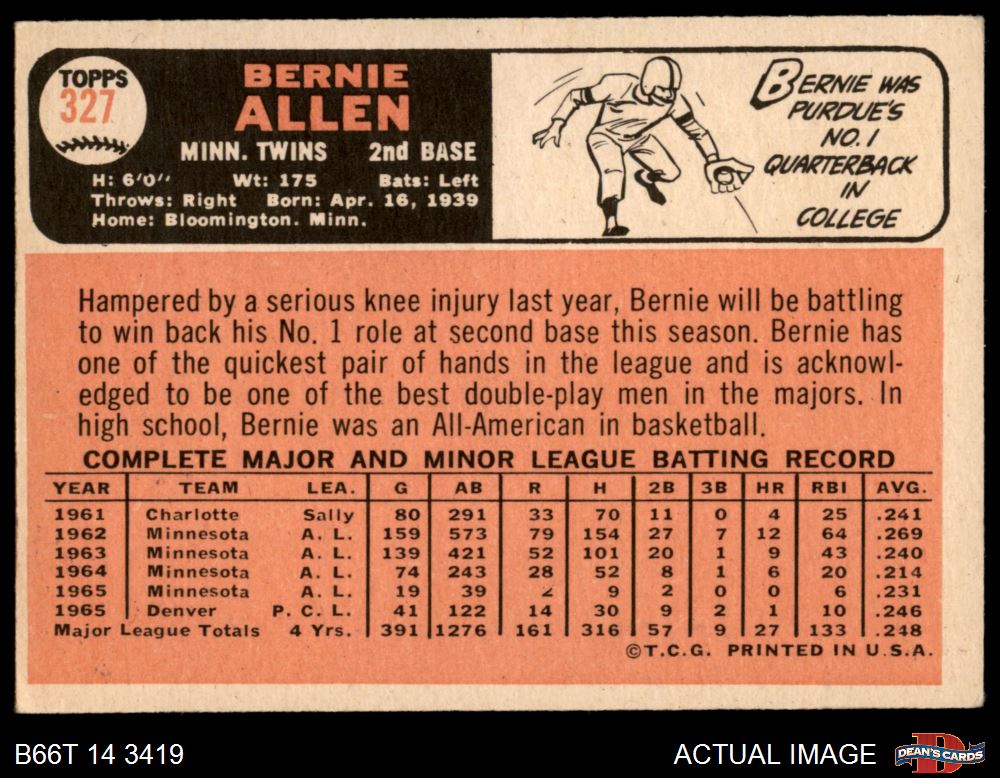 TOPPS
327
BERNIE
ALLEN
MINN. TWINS 2nd BASE
H: 6'0'' Wt: 175 Bats: Left
Throws: Right Born: Apr. 16, 1939
Home: Bloomington. Minn.
BERNIE WAS
PURDUE'S
NO. 1
QUARTERBACK
IN
COLLEGE
Hampered by a serious knee injury last year, Bernie will be battling
to win back his No. 1 role at second base this season. Bernie has
one of the quickest pair of hands in the league and is acknowl-
edged to be one of the best double-play men in the majors. In
high school, Bernie was an All-American in basketball.
COMPLETE MAJOR AND MINOR LEAGUE BATTING RECORD
YEAR TEAM LEA. G AB R H 2B 3B HR RBI AVG.
1961 Charlotte Sally 80 291 33 70 11 0 4 25 .241
1962 Minnesota A. L. 159 573 79 154 27 7 12 64 .269
1963 Minnesota A. L. 139 421 52 101 20 1 9 43 .240
1964 Minnesota A. L. 74 243 28 52 8 1 6 20 .214
1965 Minnesota A. L. 19 39 2 9 2 0 0 6 .231
1965 Denver P. C. L. 41 122 14 30 9 2 1 10 .246
Major League Totals 4 Yrs. 391 1276 161 316 57 9 27 133 .248
©T.C.G. PRINTED IN U.S.A.
B66T 14 3419
ACTUAL IMAGE
DEAN'S CARDS